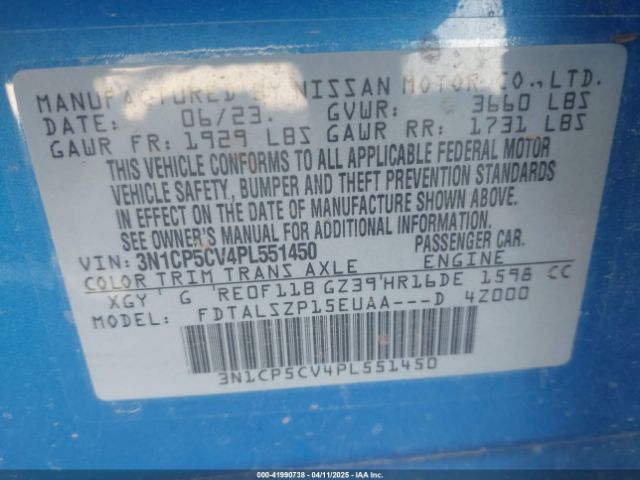 MANUFACTURED BY NISSAN MOTOR CO., LTD.
DATE: 06/23. GVWR: 3660 LBS
GAWR FR: 1929 LBS GAWR RR: 1731 LBS
THIS VEHICLE CONFORMS TO ALL APPLICABLE FEDERAL MOTOR
VEHICLE SAFETY, BUMPER AND THEFT PREVENTION STANDARDS
IN EFFECT ON THE DATE OF MANUFACTURE SHOWN ABOVE.
SEE OWNER'S MANUAL FOR ADDITIONAL INFORMATION.
VIN: 3N1CP5CV4PL551450 PASSENGER CAR.
COLOR TRIM TRANS AXLE ENGINE
XGY G RE0F11B GZ39 HR16DE 1598 CC
MODEL: FDTALSZP15EUAA---D 4Z000
3N1CP5CV4PL551450
000-41990738 - 04/11/2025 - IAAI.COM